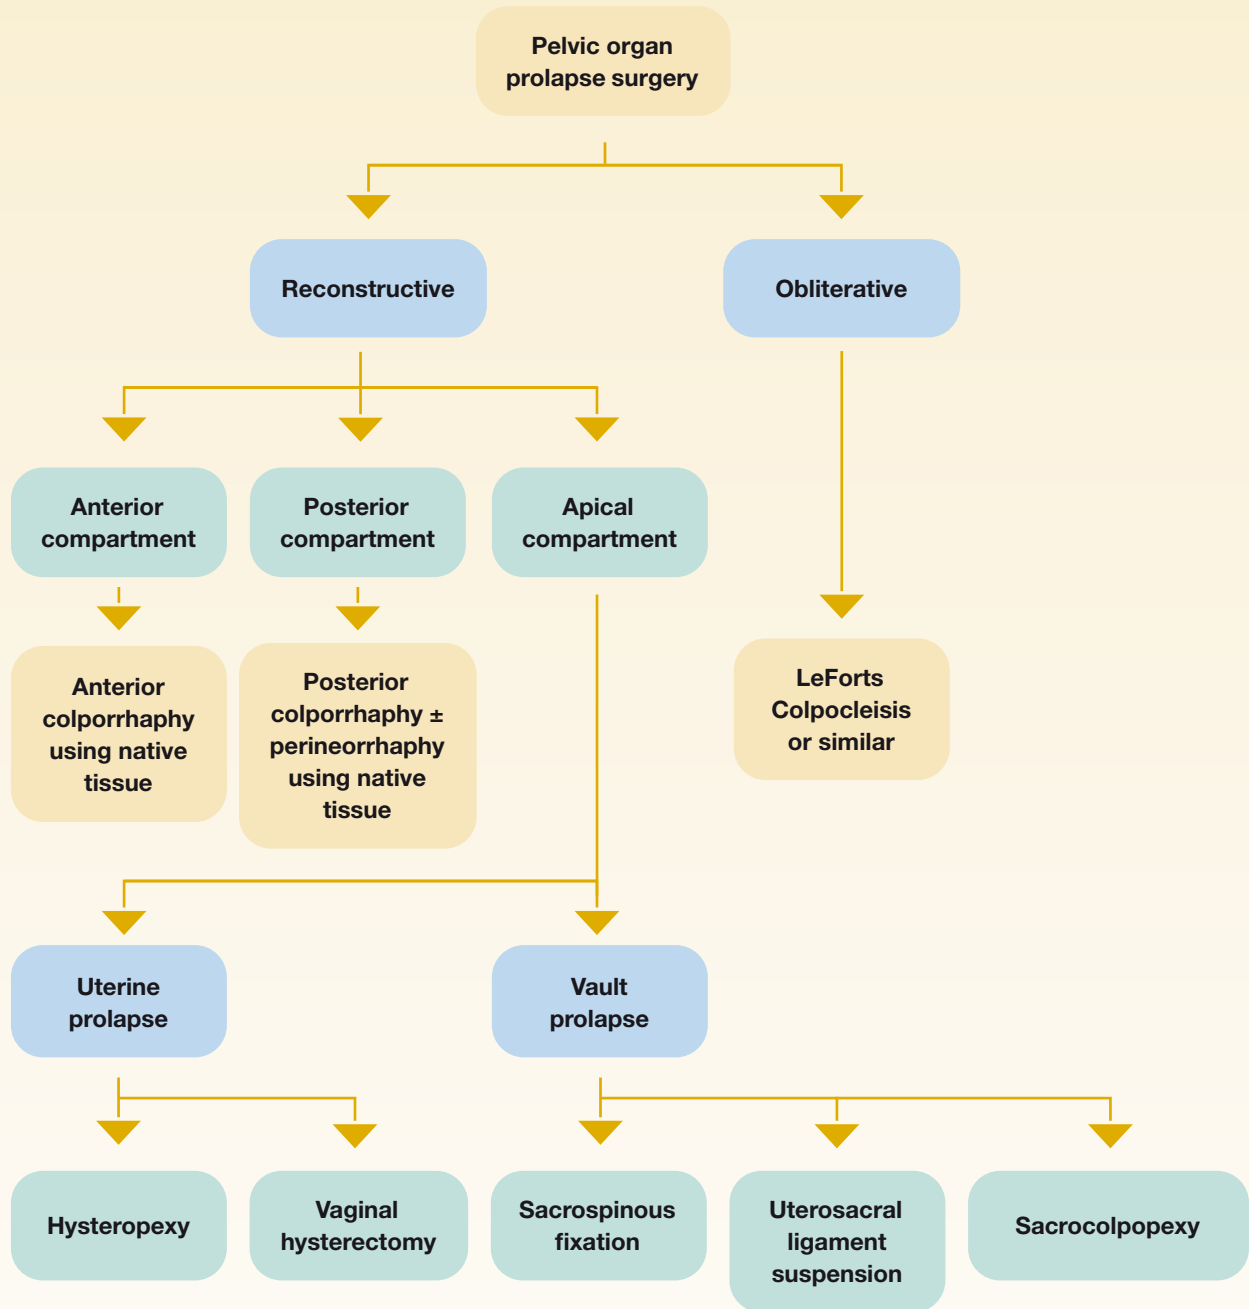 Pelvic organ
prolapse surgery
Reconstructive
Obliterative
Anterior
compartment
Posterior
compartment
Apical
compartment
Anterior
colporrhaphy
using native
tissue
Posterior
colporrhaphy ±
perineorrhaphy
using native
tissue
LeForts
Colpocleisis
or similar
Uterine
prolapse
Vault
prolapse
Hysteropexy
Vaginal
hysterectomy
Sacrospinous
fixation
Uterosacral
ligament
suspension
Sacrocolpopexy